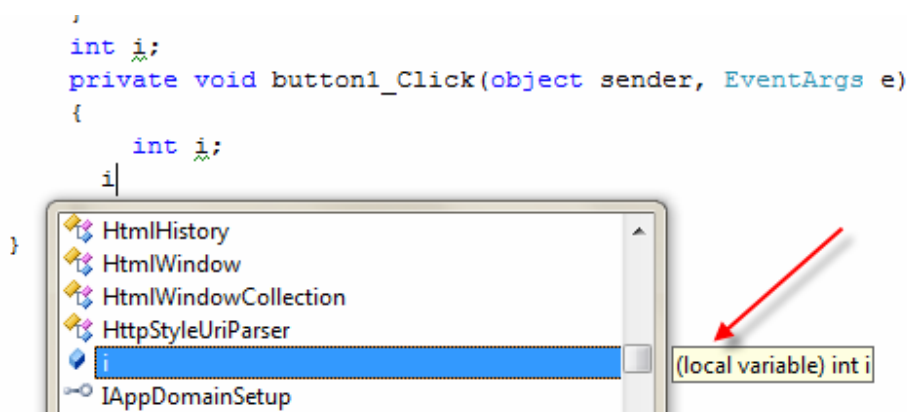 }
int i;
private void button1_Click(object sender, EventArgs e)
{
int i;
i
}
HtmlHistory
HtmlWindow
HtmlWindowCollection
HttpStyleUriParser
i
(local variable) int i
IAppDomainSetup